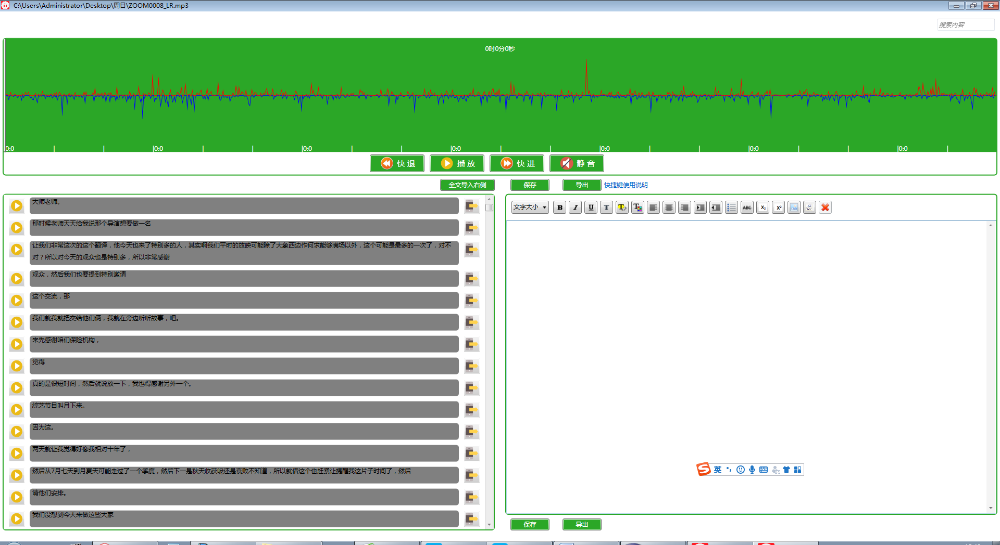 C:\Users\Administrator\Desktop\周日\ZOOM0008_LR.mp3
搜索内容
0时0分0秒
0:0 0:0 0:0 0:0 0:0 0:0 0:0
快退 播放 快进 静音
全文导入右侧 保存 导出 快捷键使用说明
大师老师。
那时候老师天天给我说那个导演想要做一名
让我们非常这次的这个翻译，他今天也来了特别多的人，其实啊我们平时的放映可能除了大象西边作何求能够满场以外，这个可能是最多的一次了，对不
对？所以对今天的观众也是特别多，所以非常感谢
观众，然后我们也要提到特别邀请
这个交流，那
我们就我就把交给他们俩，我就在旁边听听故事，吧。
来先感谢咱们保险机构，
觉得
真的是很短时间，然后就说放一下，我也得感谢另外一个。
综艺节目叫月下来。
因为这。
两天就让我觉得好像我相对十年了，
然后从7月七天到月夏天可能走过了一个季度，然后下一是秋天收获呢还是衰败不知道，所以就借这个也赶紧让提醒我这片子时间了，然后
请他们安排。
我们没想到今天来做这些大家
文字大小 B I U T T T ABC X₂ X²
英
保存 导出